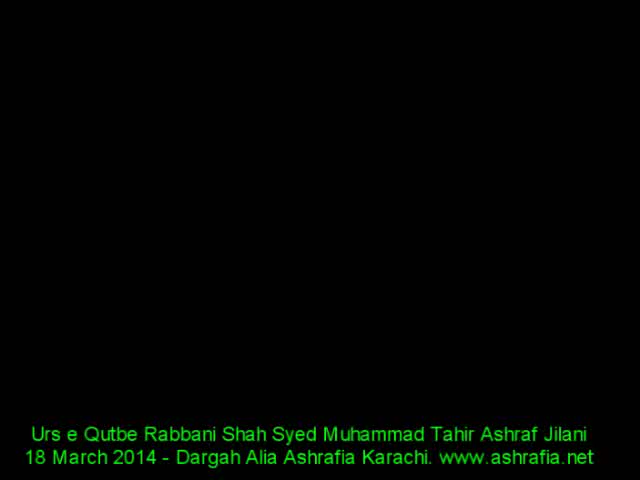 Urs e Qutbe Rabbani Shah Syed Muhammad Tahir Ashraf Jilani
18 March 2014 - Dargah Alia Ashrafia Karachi. www.ashrafia.net